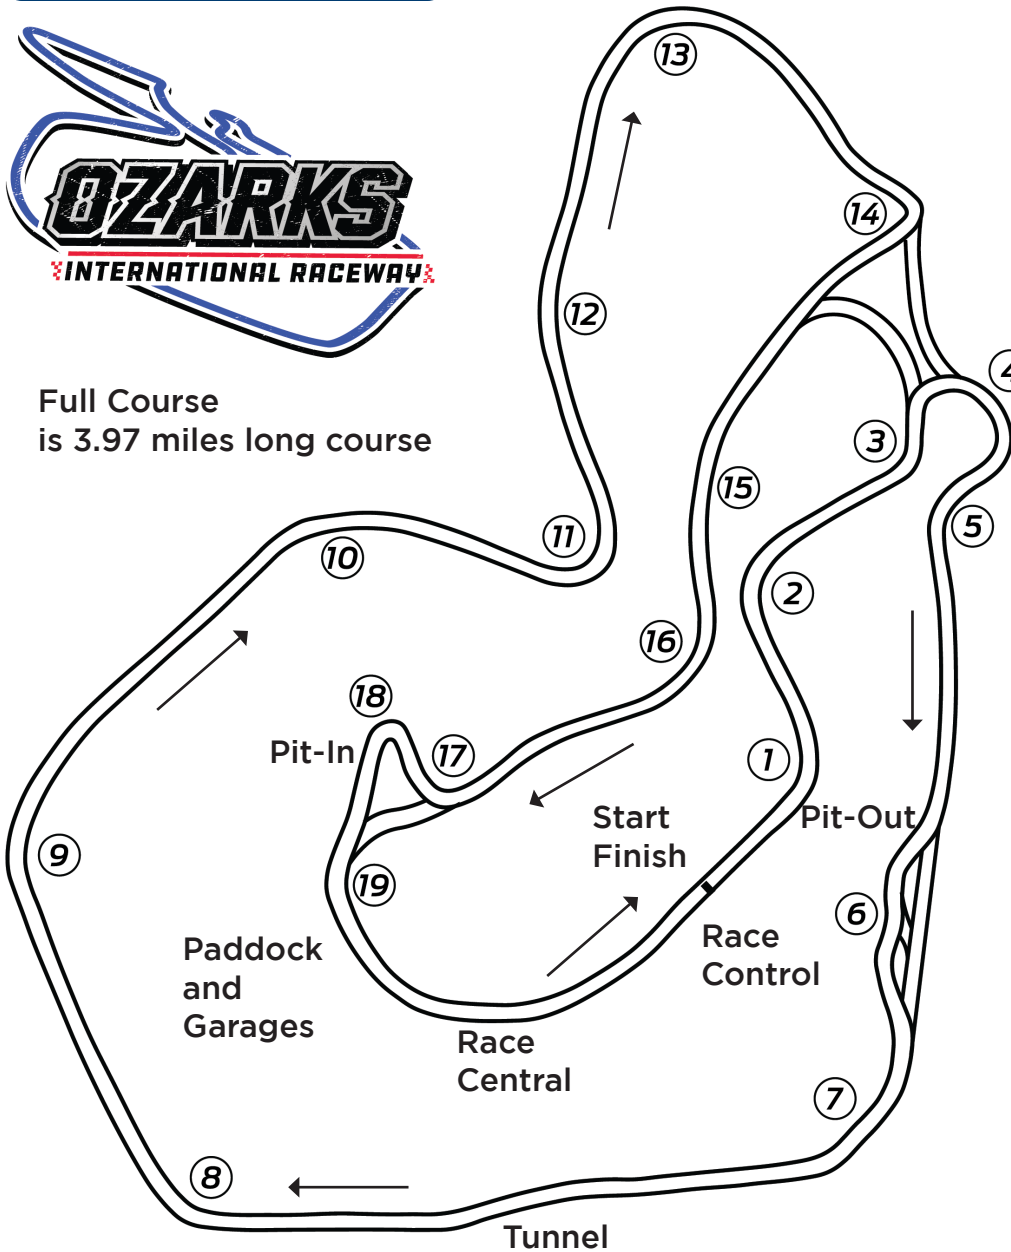 OZARKS
INTERNATIONAL RACEWAY
Full Course
is 3.97 miles long course
13
14
12
4
3
15
5
11
10
2
16
18
Pit-In
17
1
Start
Finish
Pit-Out
9
19
6
Race
Control
Paddock
and
Garages
Race
Central
7
8
Tunnel